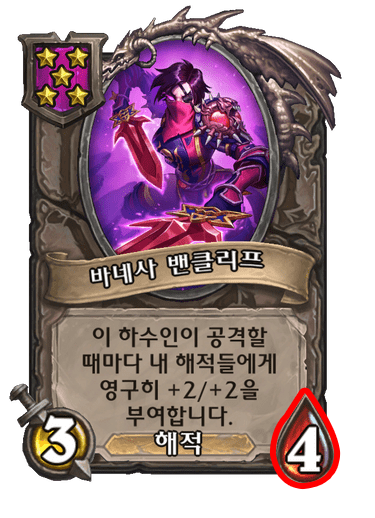 바네사 밴클리프
이 하수인이 공격할
때마다 내 해적들에게
영구히 +2/+2을
부여합니다.
해적
3
4